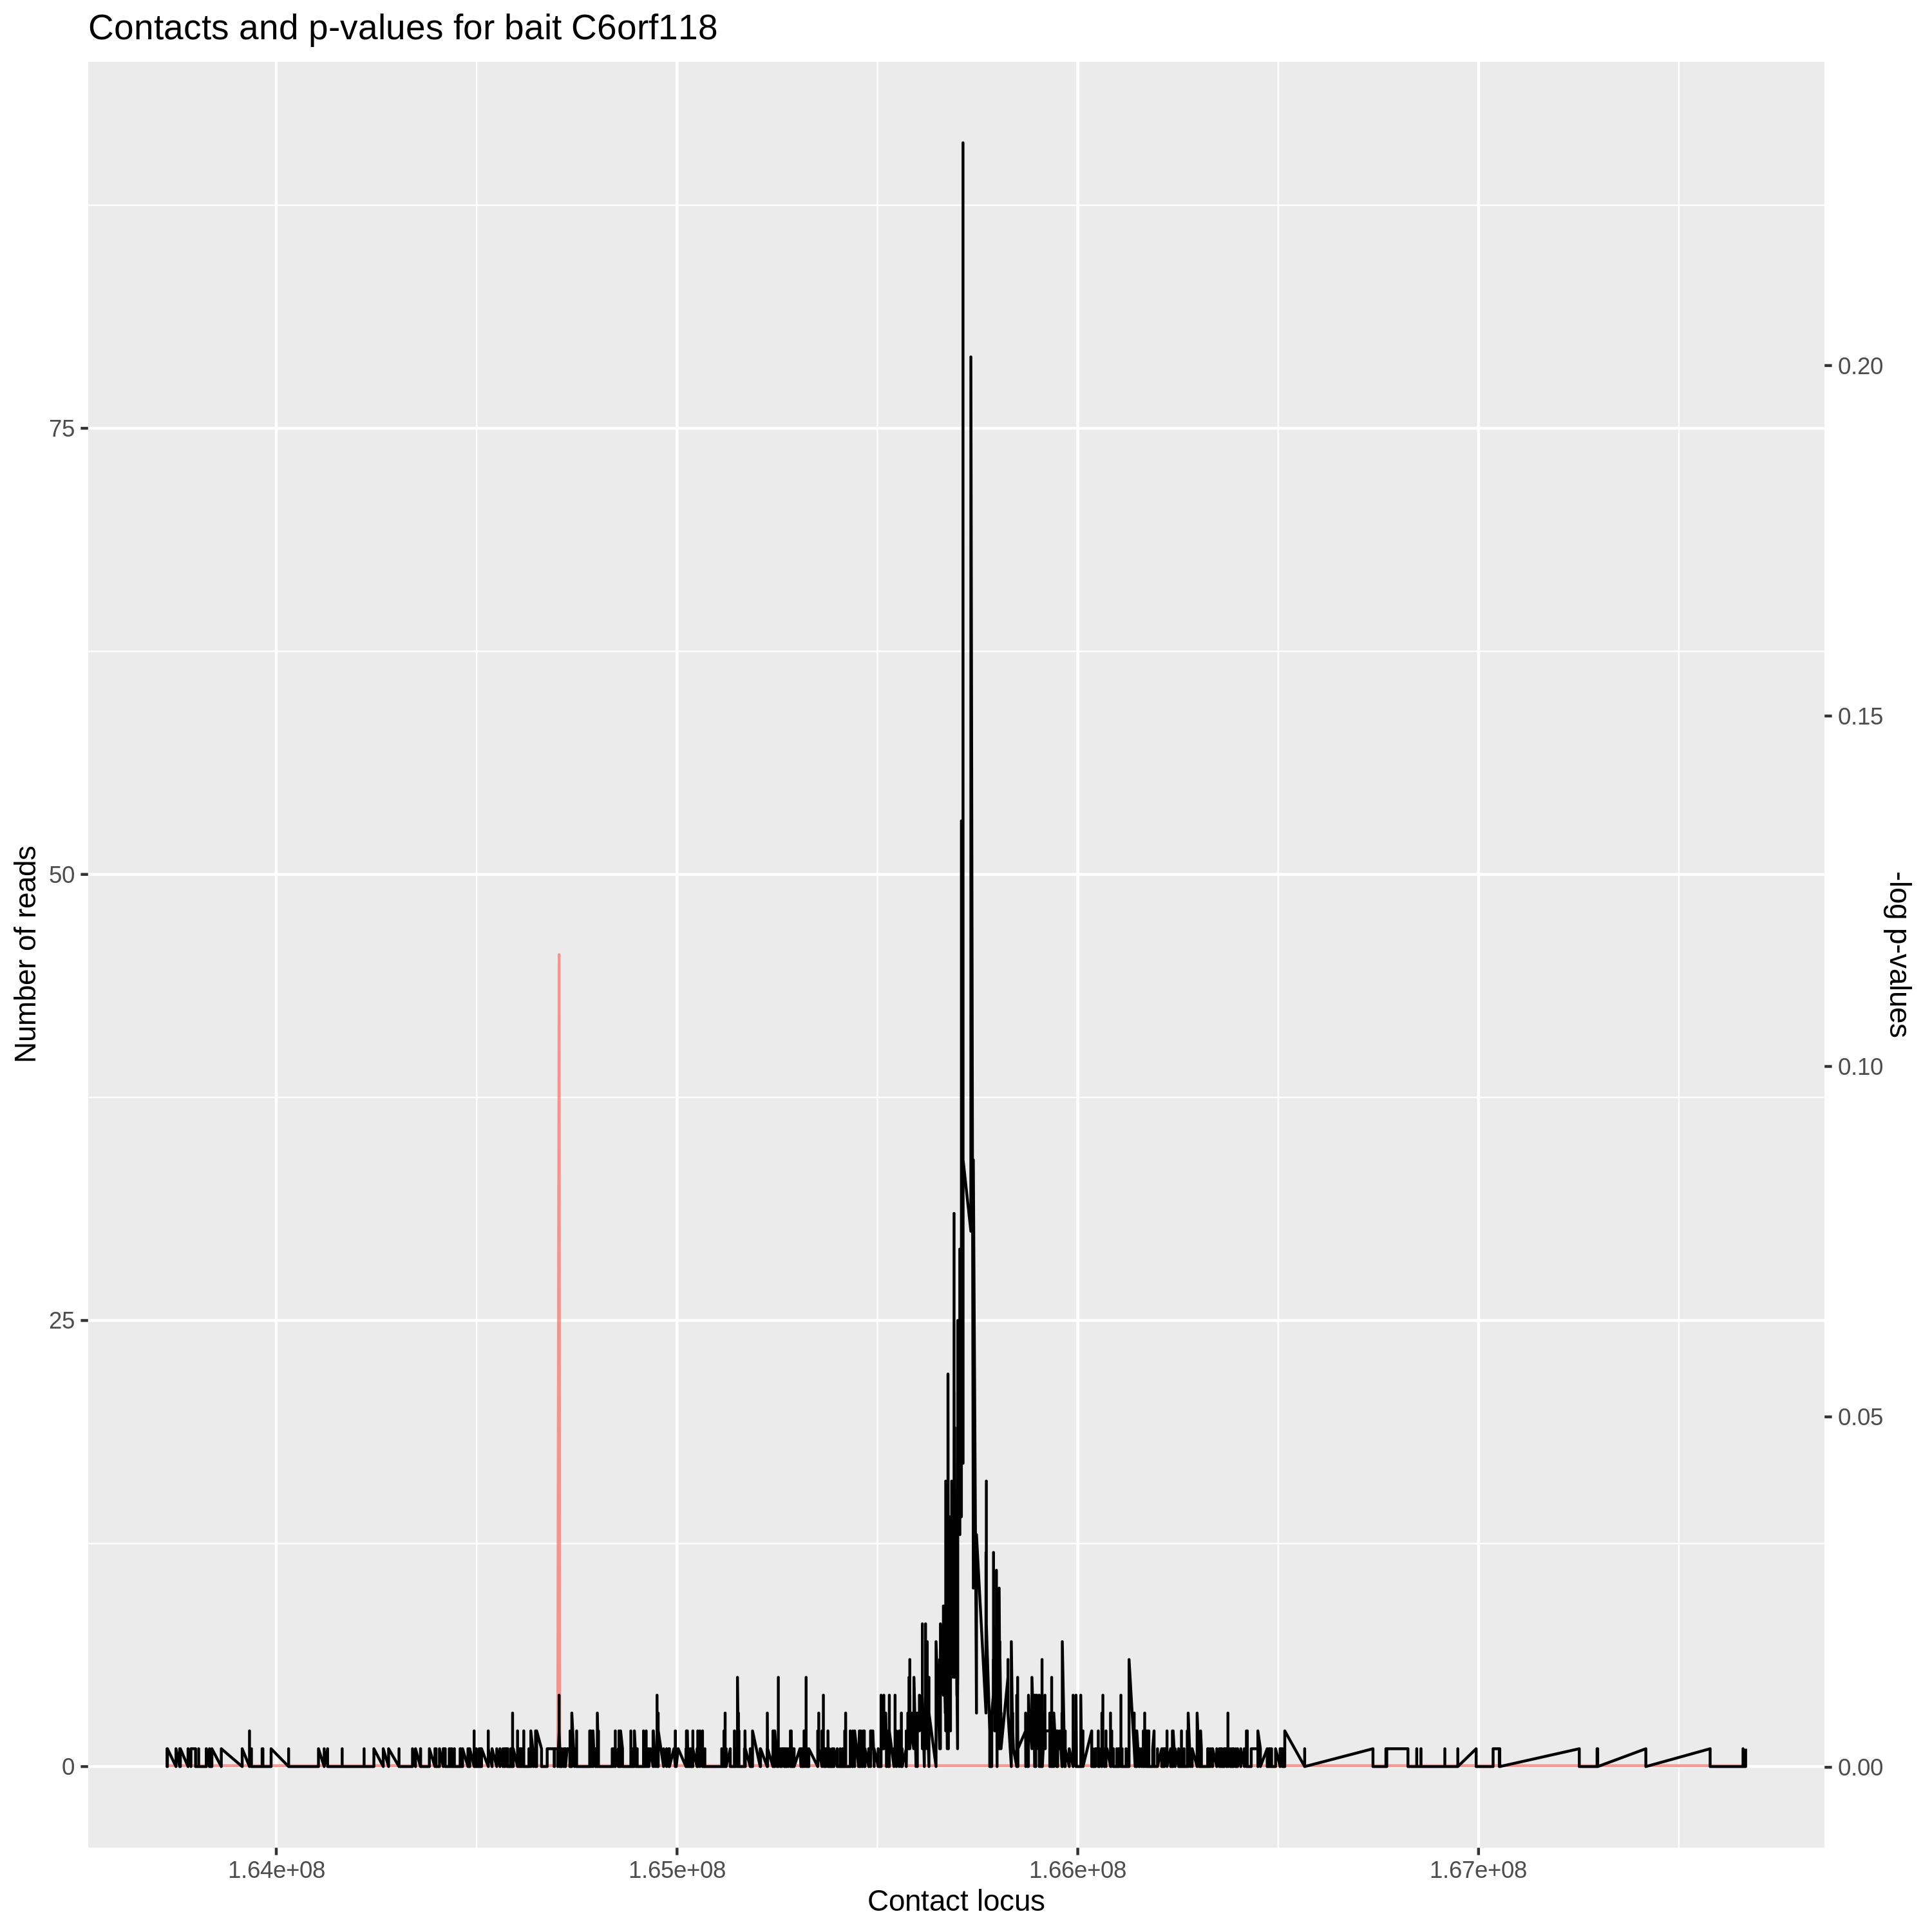 Contacts and p-values for bait C6orf118
Number of reads
75
50
25
0
0.20
0.15
0.10
0.05
0.00
-log p-values
1.64e+08
1.65e+08
1.66e+08
1.67e+08
Contact locus